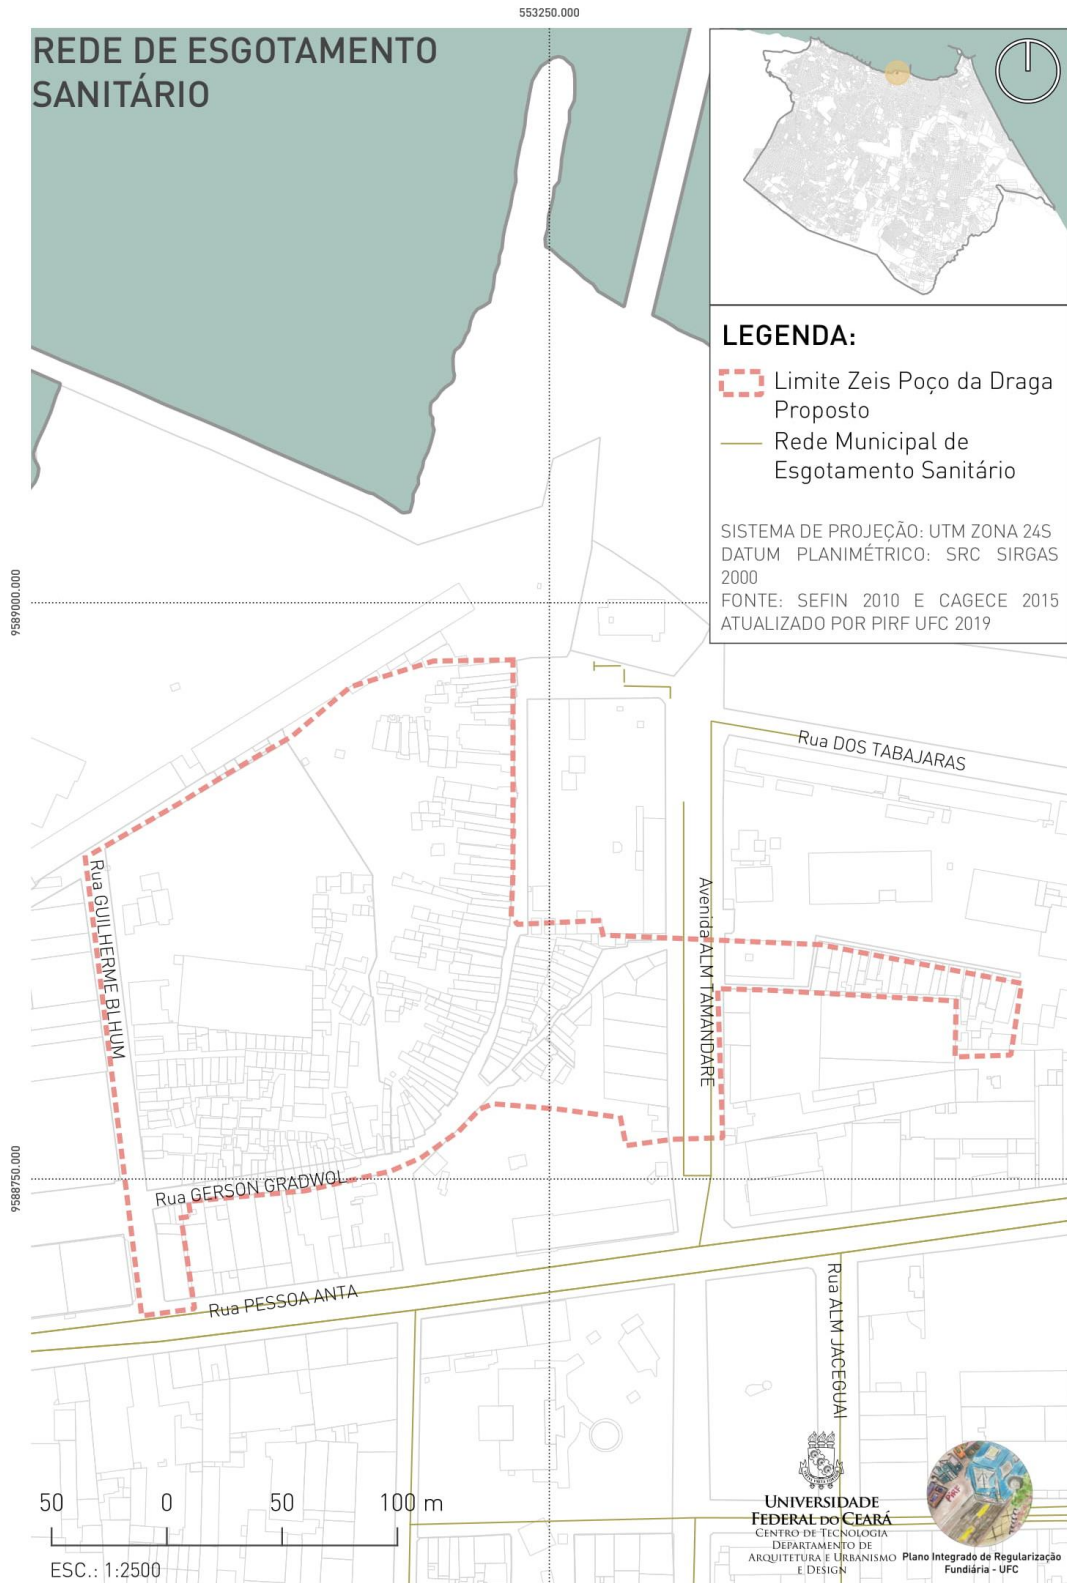 553250.000
REDE DE ESGOTAMENTO
SANITÁRIO
LEGENDA:
Limite Zeis Poço da Draga
Proposto
Rede Municipal de
Esgotamento Sanitário
SISTEMA DE PROJEÇÃO: UTM ZONA 24S
DATUM PLANIMÉTRICO: SRC SIRGAS
2000
FONTE: SEFIN 2010 E CAGECE 2015
ATUALIZADO POR PIRF UFC 2019
9589000.000
Rua DOS TABAJARAS
Rua GUILHERME BLHUM
Avenida ALM TAMANDARE
9588750.000
Rua GERSON GRADWOL
Rua PESSOA ANTA
Rua ALM JACEGUAI
50 0 50 100 m
ESC.: 1:2500
UNIVERSIDADE
FEDERAL DO CEARÁ
CENTRO DE TECNOLOGIA
DEPARTAMENTO DE
ARQUITETURA E URBANISMO
E DESIGN
PIRF
Plano Integrado de Regularização
Fundiária - UFC